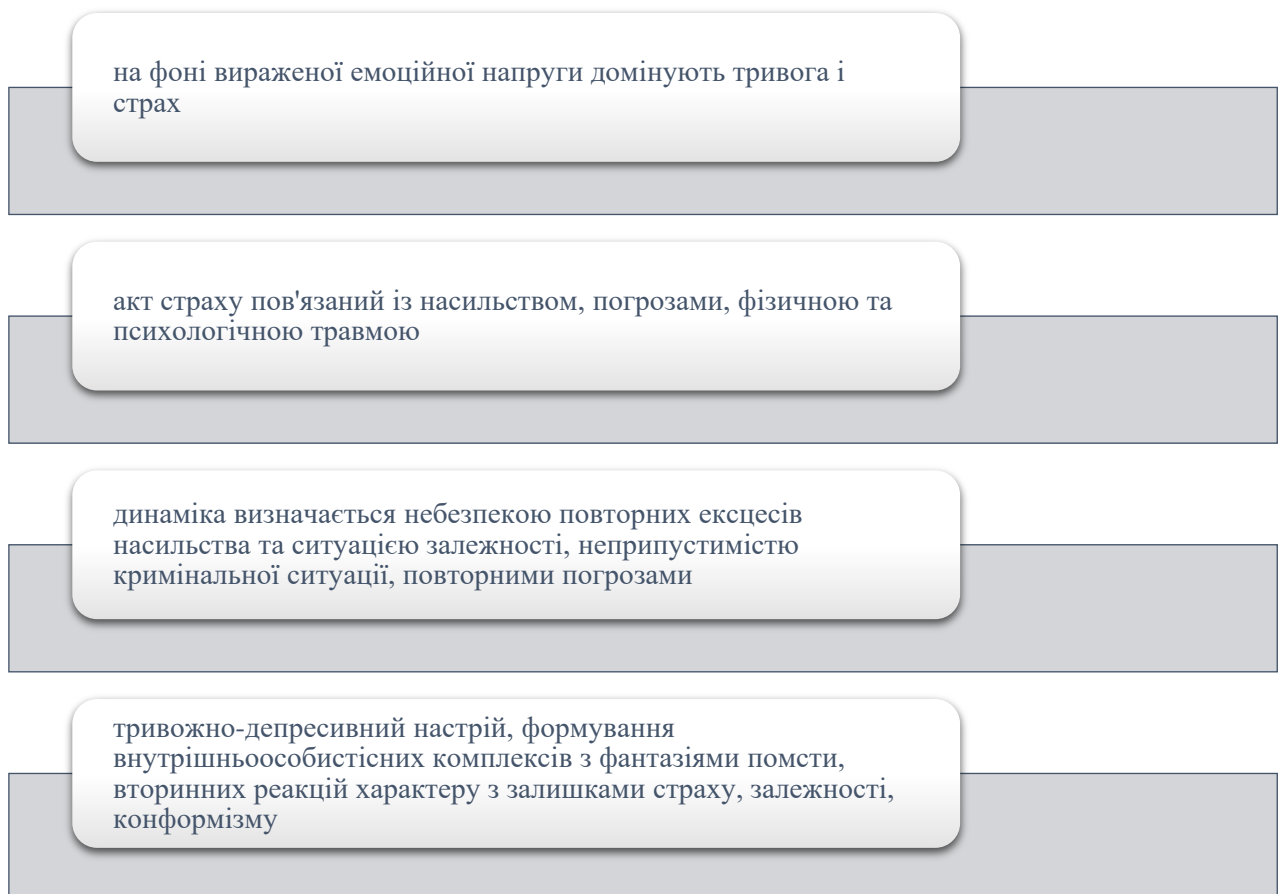 на фоні вираженої емоційної напруги домінують тривога і
страх
акт страху пов'язаний із насильством, погрозами, фізичною та
психологічною травмою
динаміка визначається небезпекою повторних ексцесів
насильства та ситуацією залежності, неприпустимістю
кримінальної ситуації, повторними погрозами
тривожно-депресивний настрій, формування
внутрішньоособистісних комплексів з фантазіями помсти,
вторинних реакцій характеру з залишками страху, залежності,
конформізму